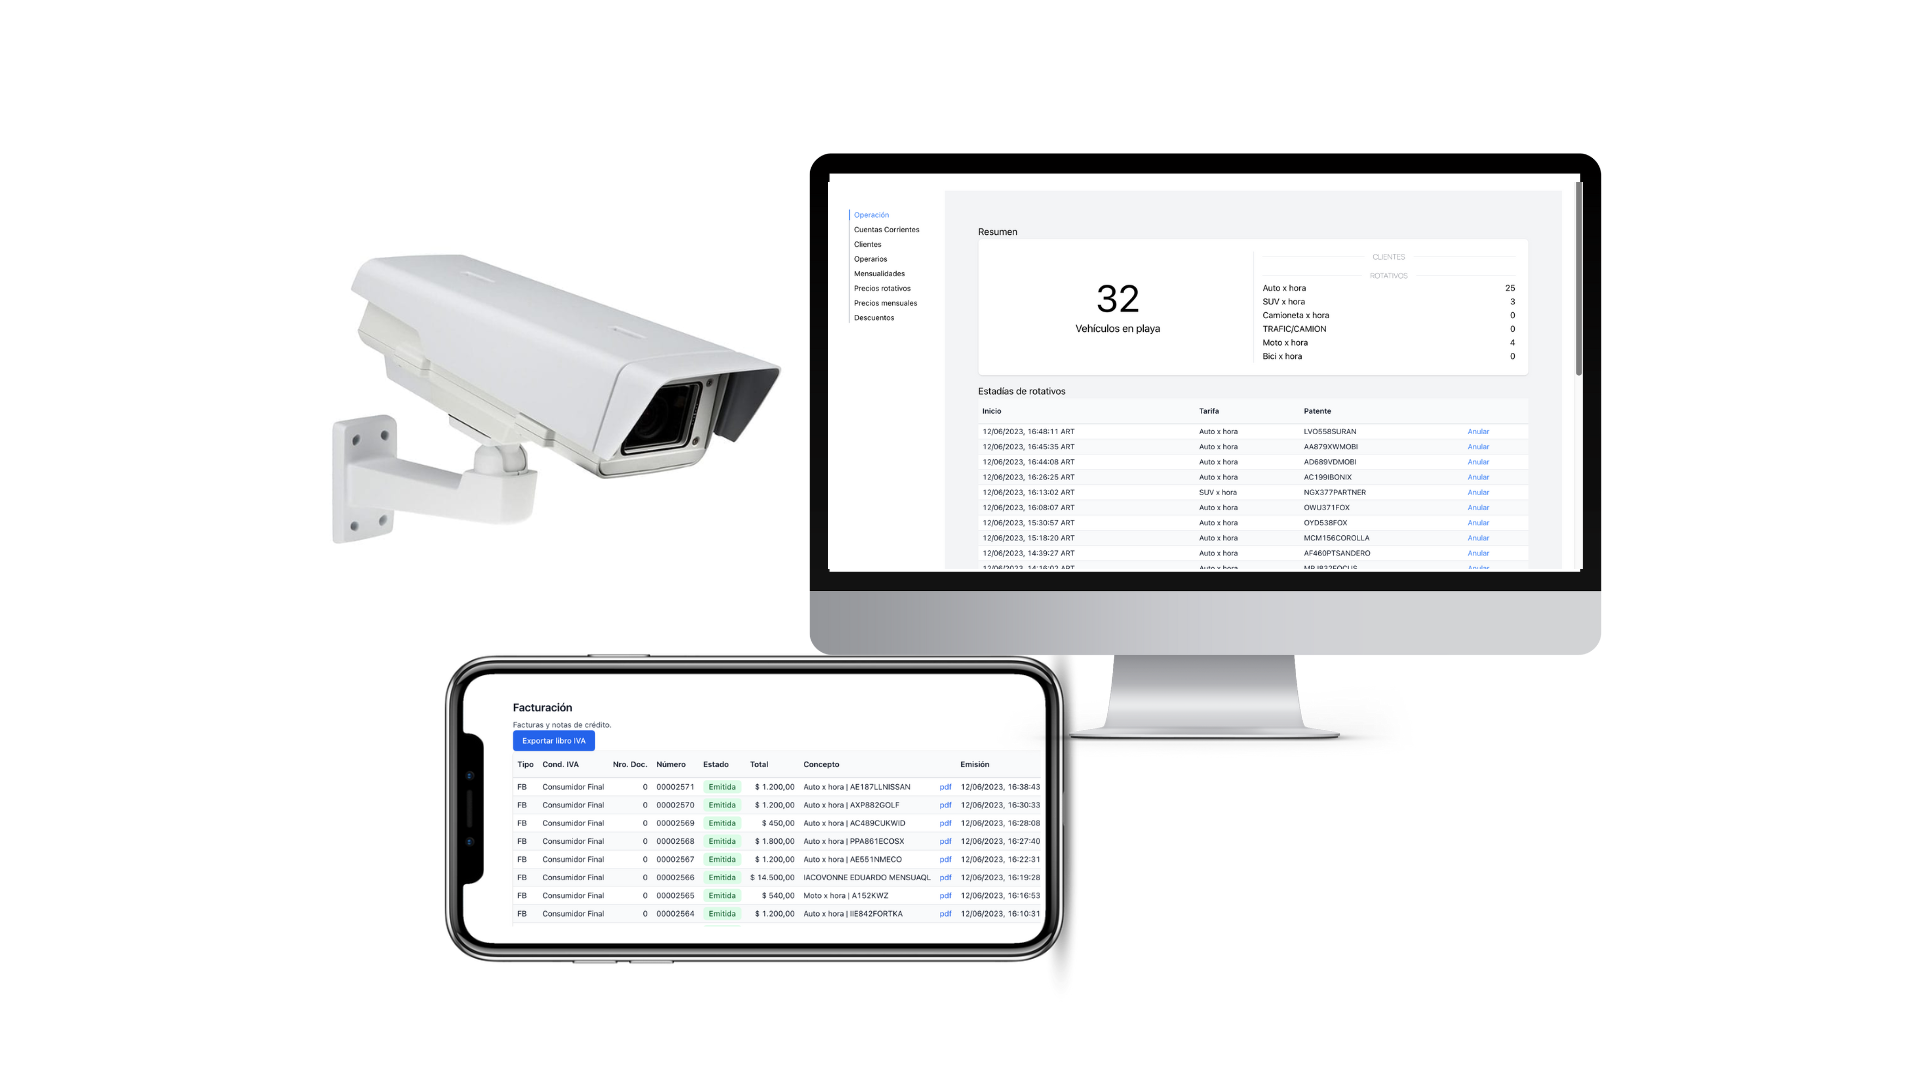 Operación
Cuentas Corrientes
Clientes
Operarios
Mensualidades
Precios rotativos
Precios mensuales
Descuentos
Resumen
32
Vehículos en playa
CLIENTES
ROTATIVOS
Auto x hora 25
SUV x hora 3
Camioneta x hora 0
TRAFIC/CAMION 0
Moto x hora 4
Bici x hora 0
Estadías de rotativos
Inicio Tarifa Patente
12/06/2023, 16:48:11 ART Auto x hora LVO558SURAN Anular
12/06/2023, 16:45:35 ART Auto x hora AA879XWMOBI Anular
12/06/2023, 16:44:08 ART Auto x hora AD689VDMOBI Anular
12/06/2023, 16:26:25 ART Auto x hora AC199IBONIX Anular
12/06/2023, 16:13:02 ART SUV x hora NGX377PARTNER Anular
12/06/2023, 16:08:07 ART Auto x hora OWU371FOX Anular
12/06/2023, 15:30:57 ART Auto x hora OYD538FOX Anular
12/06/2023, 15:18:20 ART Auto x hora MCM156COROLLA Anular
12/06/2023, 14:39:27 ART Auto x hora AF460PTSANDERO Anular
12/06/2023, 14:16:02 ART Auto x hora Anular
Facturación
Facturas y notas de crédito.
Exportar libro IVA
Tipo Cond. IVA Nro. Doc. Número Estado Total Concepto Emisión
FB Consumidor Final 0 00002571 Emitida $ 1.200,00 Auto x hora | AE187LLNISSAN pdf 12/06/2023, 16:38:43
FB Consumidor Final 0 00002570 Emitida $ 1.200,00 Auto x hora | AXP882GOLF pdf 12/06/2023, 16:30:33
FB Consumidor Final 0 00002569 Emitida $ 450,00 Auto x hora | AC489CUKWID pdf 12/06/2023, 16:28:08
FB Consumidor Final 0 00002568 Emitida $ 1.800,00 Auto x hora | PPA861ECOSX pdf 12/06/2023, 16:27:40
FB Consumidor Final 0 00002567 Emitida $ 1.200,00 Auto x hora | AE551NMECO pdf 12/06/2023, 16:22:31
FB Consumidor Final 0 00002566 Emitida $ 14.500,00 IACOVONNE EDUARDO MENSUAQL pdf 12/06/2023, 16:19:28
FB Consumidor Final 0 00002565 Emitida $ 540,00 Moto x hora | A152KWZ pdf 12/06/2023, 16:16:53
FB Consumidor Final 0 00002564 Emitida $ 1.200,00 Auto x hora | IIE842FORTKA pdf 12/06/2023, 16:10:31